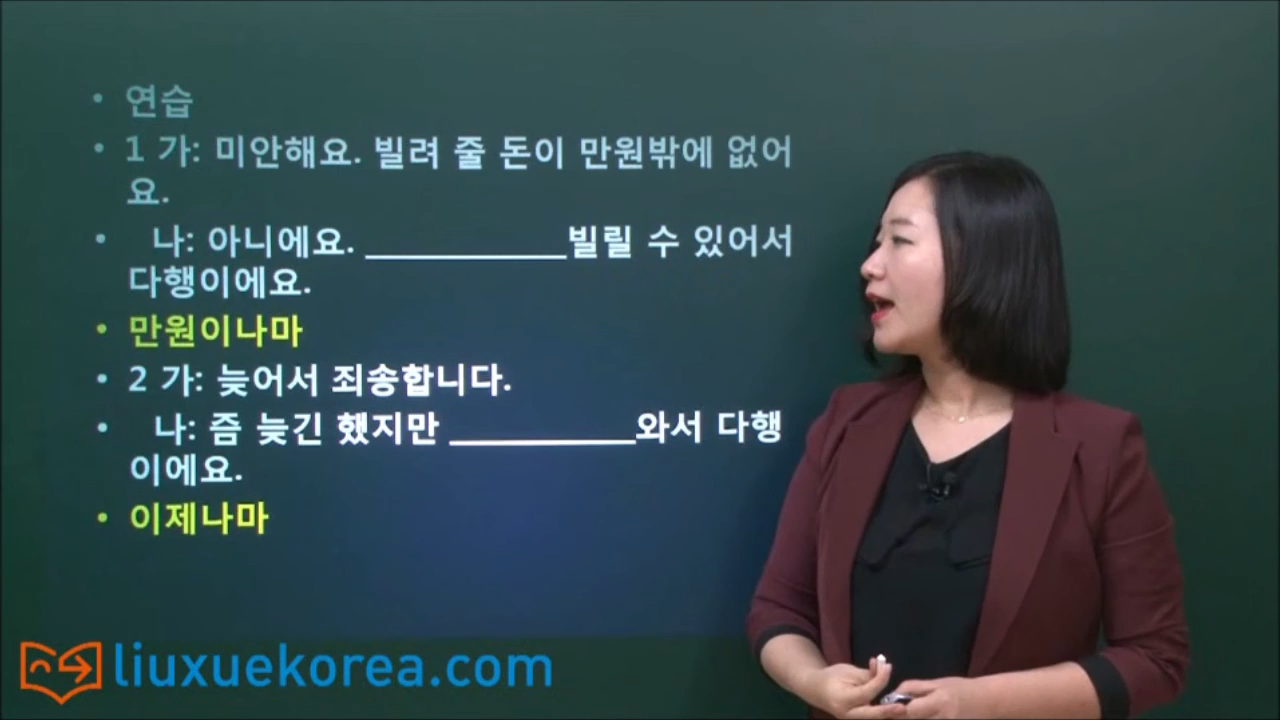 • 연습
• 1 가: 미안해요. 빌려 줄 돈이 만원밖에 없어
요.
• 나: 아니에요. ___________빌릴 수 있어서
다행이에요.
• 만원이나마
• 2 가: 늦어서 죄송합니다.
• 나: 즘 늦긴 했지만 __________와서 다행
이에요.
• 이제나마
liuxuekorea.com